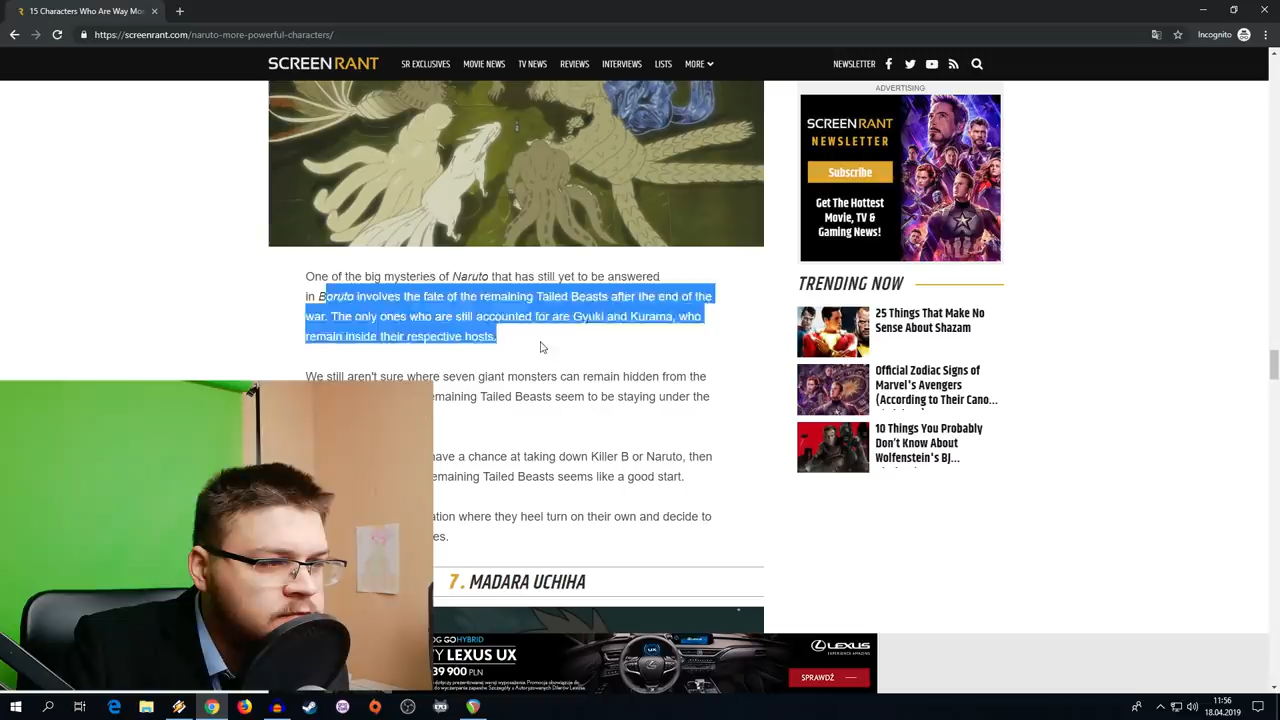 15 Characters Who Are Way Mo
https://screenrant.com/naruto-more-powerful-characters/
Incognito
SCREENRANT
SR EXCLUSIVES
MOVIE NEWS
TV NEWS
REVIEWS
INTERVIEWS
LISTS
MORE
NEWSLETTER
ADVERTISING
SCREENRANT
NEWSLETTER
Subscribe
Get The Hottest
Movie, TV &
Gaming News!
One of the big mysteries of Naruto that has still yet to be answered
in Boruto involves the fate of the remaining Tailed Beasts after the end of the
war. The only ones who are still accounted for are Gyuki and Kurama, who
remain inside their respective hosts.
We still aren't sure where seven giant monsters can remain hidden from the
emaining Tailed Beasts seem to be staying under the
have a chance at taking down Killer B or Naruto, then
emaining Tailed Beasts seems like a good start.
ation where they heel turn on their own and decide to
es.
7. MADARA UCHIHA
TRENDING NOW
25 Things That Make No
Sense About Shazam
Official Zodiac Signs of
Marvel's Avengers
(According to Their Cano...
10 Things You Probably
Don't Know About
Wolfenstein's BJ...
OG GOHYBRID
Y LEXUS UX
39 900 PLN
LEXUS
EXPERIENCE AMAZING
SPRAWDŹ
11:56
18.04.2019